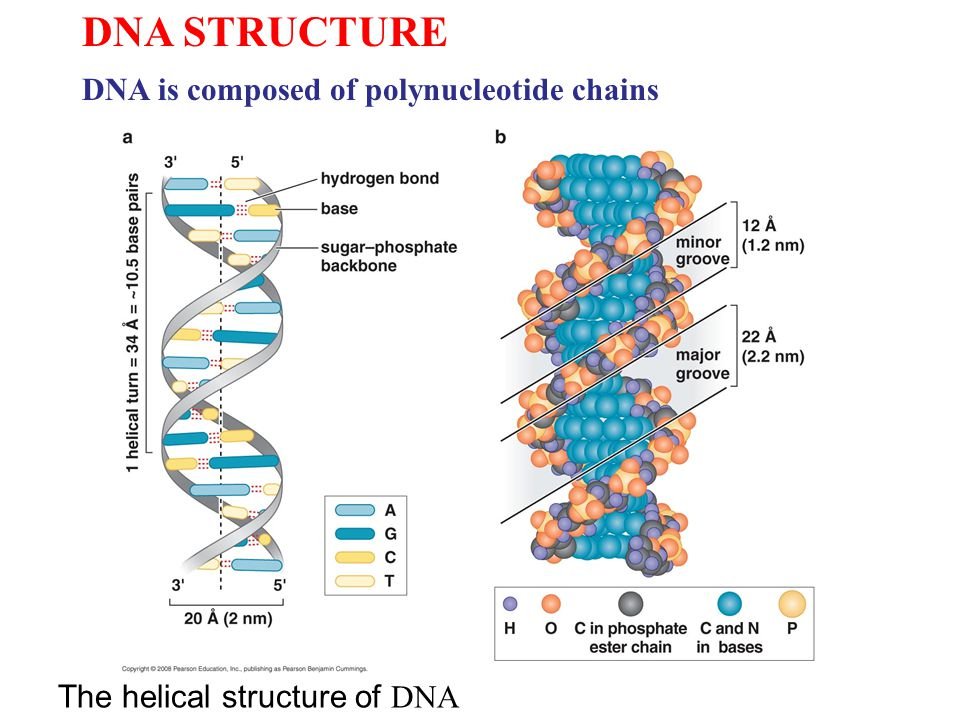 DNA STRUCTURE
DNA is composed of polynucleotide chains
a
3' 5'
hydrogen bond
base
sugar–phosphate
backbone
1 helical turn = 34 Å = ~10.5 base pairs
A
G
C
T
3' 5'
20 Å (2 nm)
b
12 Å
(1.2 nm)
minor
groove
22 Å
(2.2 nm)
major
groove
H O C in phosphate C and N P
ester chain in bases
Copyright © 2008 Pearson Education, Inc., publishing as Pearson Benjamin Cummings.
The helical structure of DNA